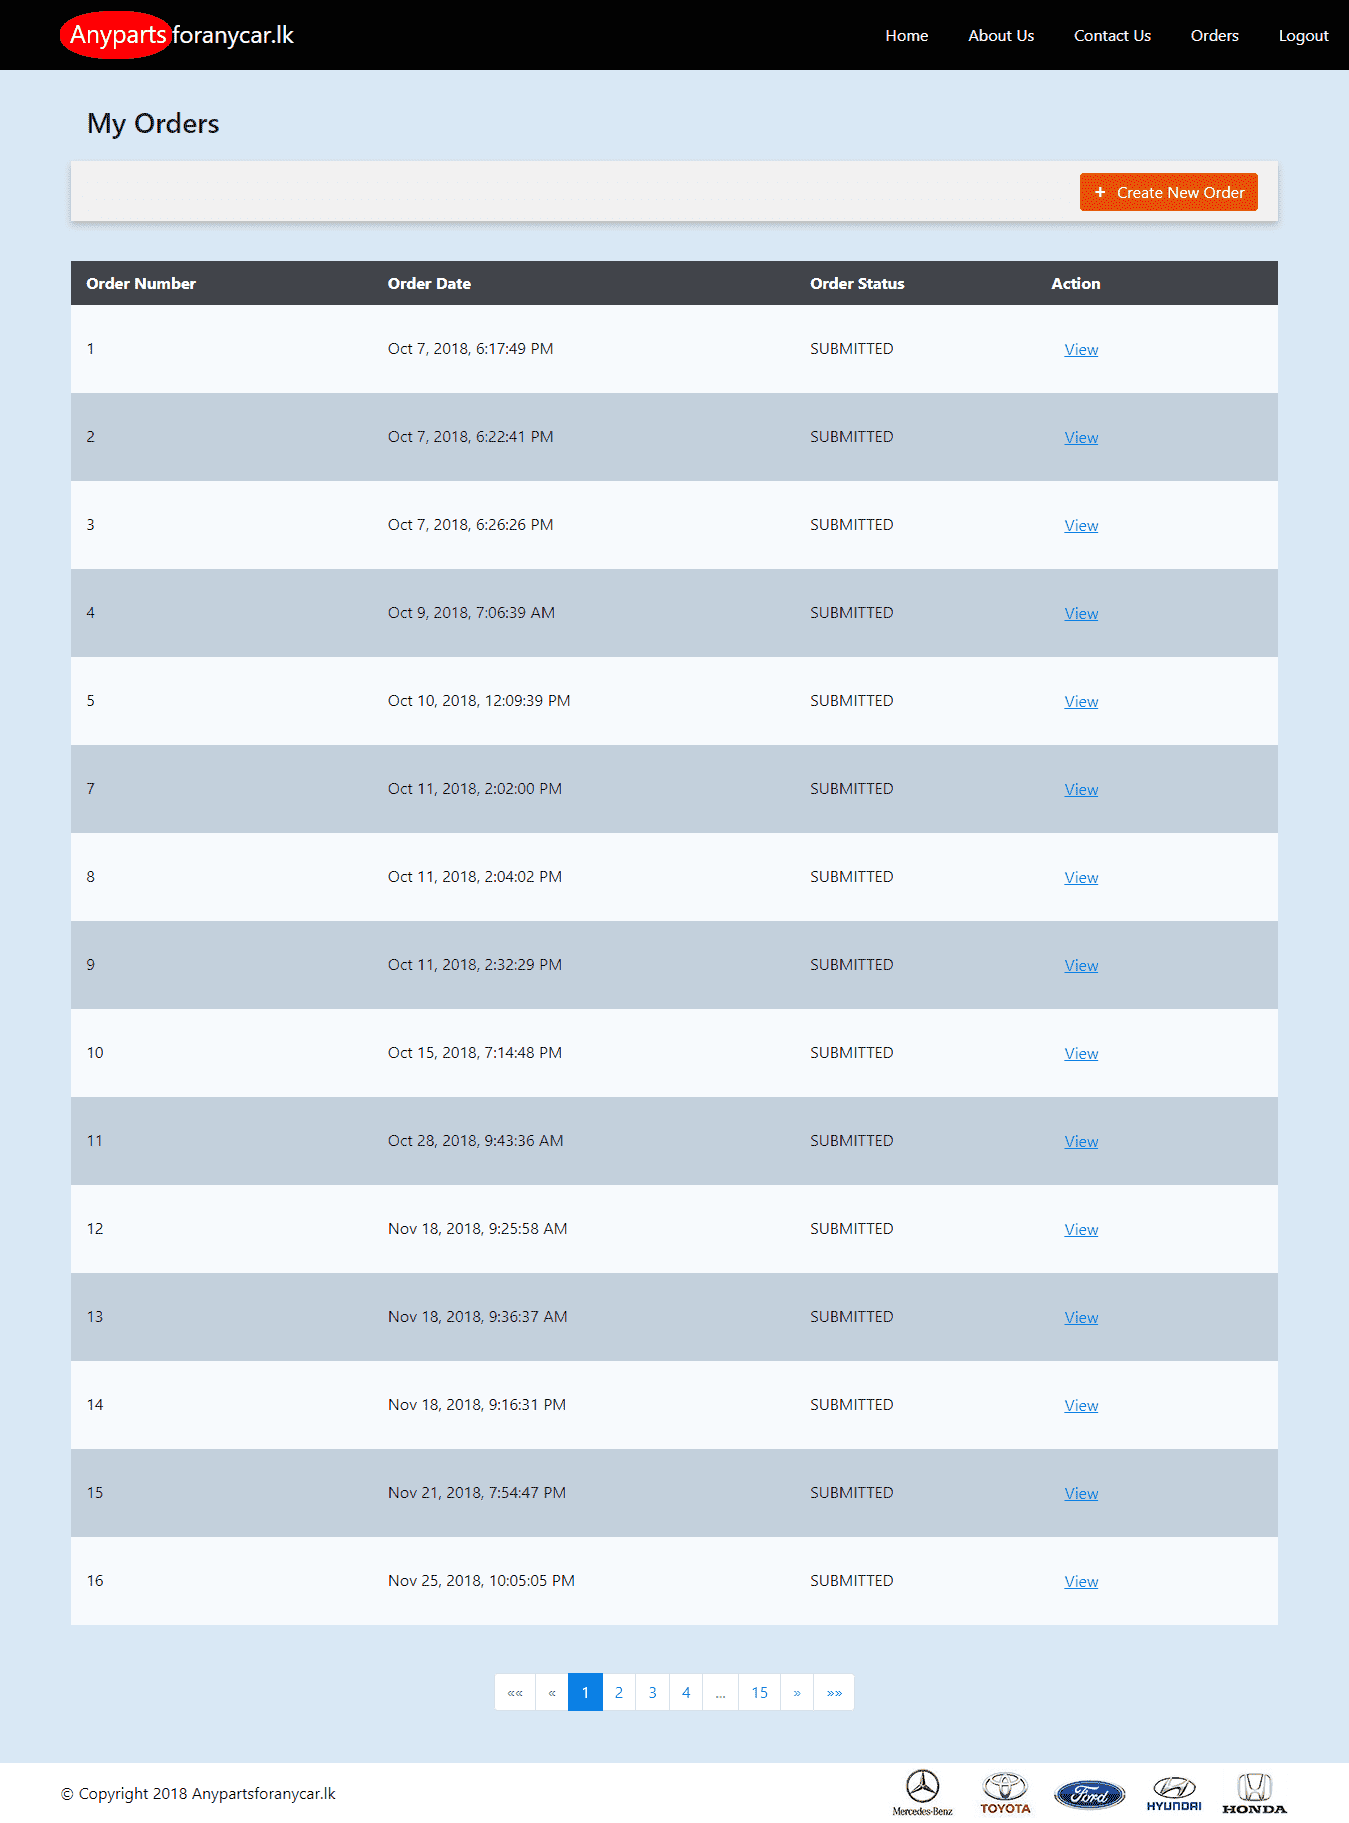 Anypartsforanycar.lk Home About Us Contact Us Orders Logout
My Orders
+ Create New Order
Order Number Order Date Order Status Action
1 Oct 7, 2018, 6:17:49 PM SUBMITTED View
2 Oct 7, 2018, 6:22:41 PM SUBMITTED View
3 Oct 7, 2018, 6:26:26 PM SUBMITTED View
4 Oct 9, 2018, 7:06:39 AM SUBMITTED View
5 Oct 10, 2018, 12:09:39 PM SUBMITTED View
7 Oct 11, 2018, 2:02:00 PM SUBMITTED View
8 Oct 11, 2018, 2:04:02 PM SUBMITTED View
9 Oct 11, 2018, 2:32:29 PM SUBMITTED View
10 Oct 15, 2018, 7:14:48 PM SUBMITTED View
11 Oct 28, 2018, 9:43:36 AM SUBMITTED View
12 Nov 18, 2018, 9:25:58 AM SUBMITTED View
13 Nov 18, 2018, 9:36:37 AM SUBMITTED View
14 Nov 18, 2018, 9:16:31 PM SUBMITTED View
15 Nov 21, 2018, 7:54:47 PM SUBMITTED View
16 Nov 25, 2018, 10:05:05 PM SUBMITTED View
«« « 1 2 3 4 ... 15 » »»
© Copyright 2018 Anypartsforanycar.lk Mercedes-Benz TOYOTA Ford HYUNDAI HONDA